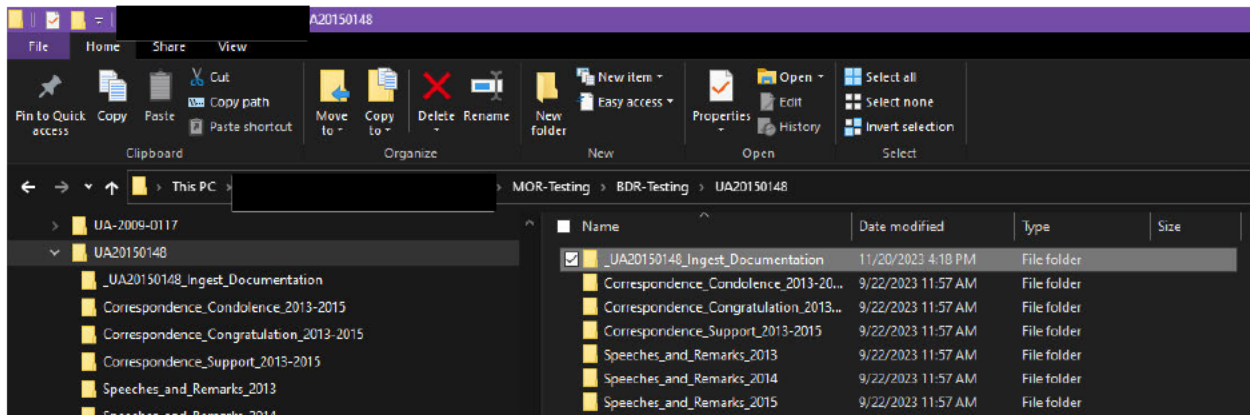 UA20150148
File Home Share View
Pin to Quick access
Copy
Paste
Cut
Copy path
Paste shortcut
Clipboard
Move to
Copy to
Delete
Rename
Organize
New folder
New item
Easy access
New
Properties
Open
Edit
History
Open
Select all
Select none
Invert selection
Select
This PC > MOR-Testing > BDR-Testing > UA20150148
UA-2009-0117
UA20150148
_UA20150148_Ingest_Documentation
Correspondence_Condolence_2013-2015
Correspondence_Congratulation_2013-2015
Correspondence_Support_2013-2015
Speeches_and_Remarks_2013
Speeches_and_Remarks_2014
Name Date modified Type Size
_UA20150148_Ingest_Documentation 11/20/2023 4:18 PM File folder
Correspondence_Condolence_2013-20... 9/22/2023 11:57 AM File folder
Correspondence_Congratulation_2013... 9/22/2023 11:57 AM File folder
Correspondence_Support_2013-2015 9/22/2023 11:57 AM File folder
Speeches_and_Remarks_2013 9/22/2023 11:57 AM File folder
Speeches_and_Remarks_2014 9/22/2023 11:57 AM File folder
Speeches_and_Remarks_2015 9/22/2023 11:57 AM File folder